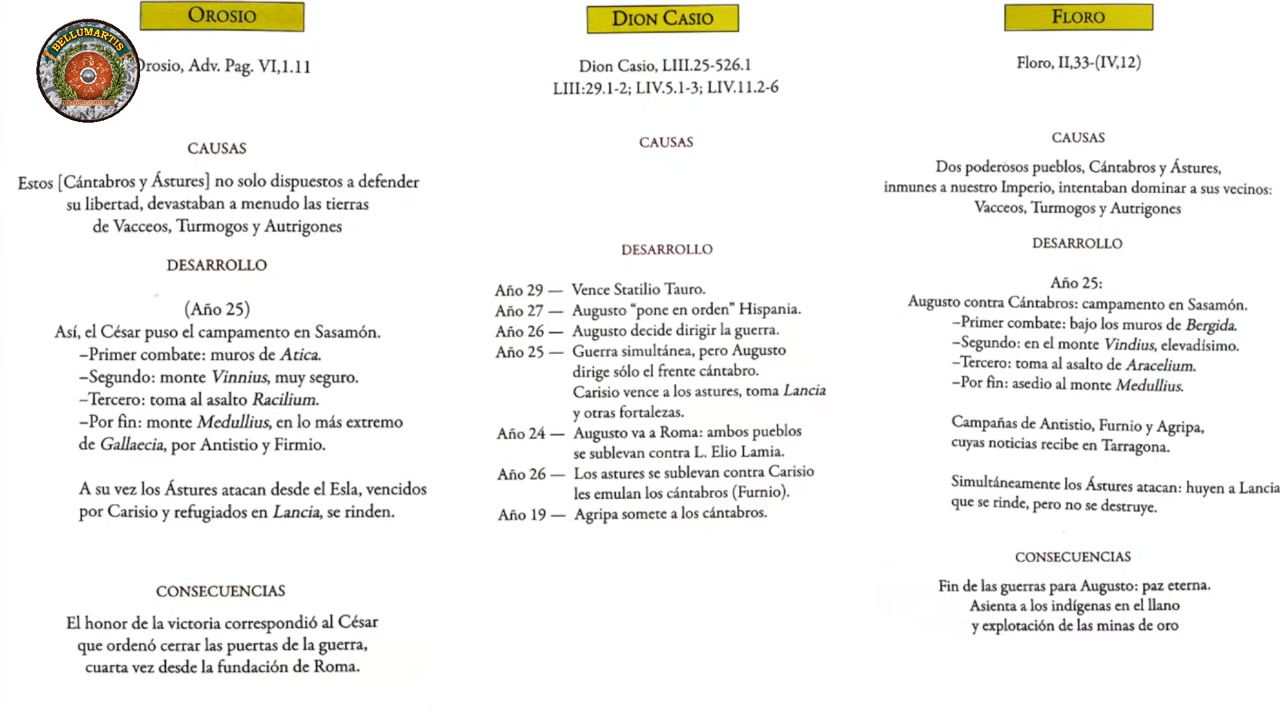 BELLUMARTIS
OROSIO
Orosio, Adv. Pag. VI,1.11
CAUSAS
Estos [Cántabros y Ástures] no solo dispuestos a defender
su libertad, devastaban a menudo las tierras
de Vacceos, Turmogos y Autrigones
DESARROLLO
(Año 25)
Así, el César puso el campamento en Sasamón.
–Primer combate: muros de Atica.
–Segundo: monte Vinnius, muy seguro.
–Tercero: toma al asalto Racilium.
–Por fin: monte Medullius, en lo más extremo
de Gallaecia, por Antistio y Firmio.
A su vez los Ástures atacan desde el Esla, vencidos
por Carisio y refugiados en Lancia, se rinden.
CONSECUENCIAS
El honor de la victoria correspondió al César
que ordenó cerrar las puertas de la guerra,
cuarta vez desde la fundación de Roma.
DION CASIO
Dion Casio, LIII.25-526.1
LIII:29.1-2; LIV.5.1-3; LIV.11.2-6
CAUSAS
DESARROLLO
Año 29 — Vence Statilio Tauro.
Año 27 — Augusto "pone en orden" Hispania.
Año 26 — Augusto decide dirigir la guerra.
Año 25 — Guerra simultánea, pero Augusto
dirige sólo el frente cántabro.
Carisio vence a los astures, toma Lancia
y otras fortalezas.
Año 24 — Augusto va a Roma: ambos pueblos
se sublevan contra L. Elio Lamia.
Año 26 — Los astures se sublevan contra Carisio
les emulan los cántabros (Furnio).
Año 19 — Agripa somete a los cántabros.
FLORO
Floro, II,33-(IV,12)
CAUSAS
Dos poderosos pueblos, Cántabros y Ástures,
inmunes a nuestro Imperio, intentaban dominar a sus vecinos:
Vacceos, Turmogos y Autrigones
DESARROLLO
Año 25:
Augusto contra Cántabros: campamento en Sasamón.
–Primer combate: bajo los muros de Bergida.
–Segundo: en el monte Vindius, elevadísimo.
–Tercero: toma al asalto de Aracelium.
–Por fin: asedio al monte Medullius.
Campañas de Antistio, Furnio y Agripa,
cuyas noticias recibe en Tarragona.
Simultáneamente los Ástures atacan: huyen a Lancia
que se rinde, pero no se destruye.
CONSECUENCIAS
Fin de las guerras para Augusto: paz eterna.
Asienta a los indígenas en el llano
y explotación de las minas de oro